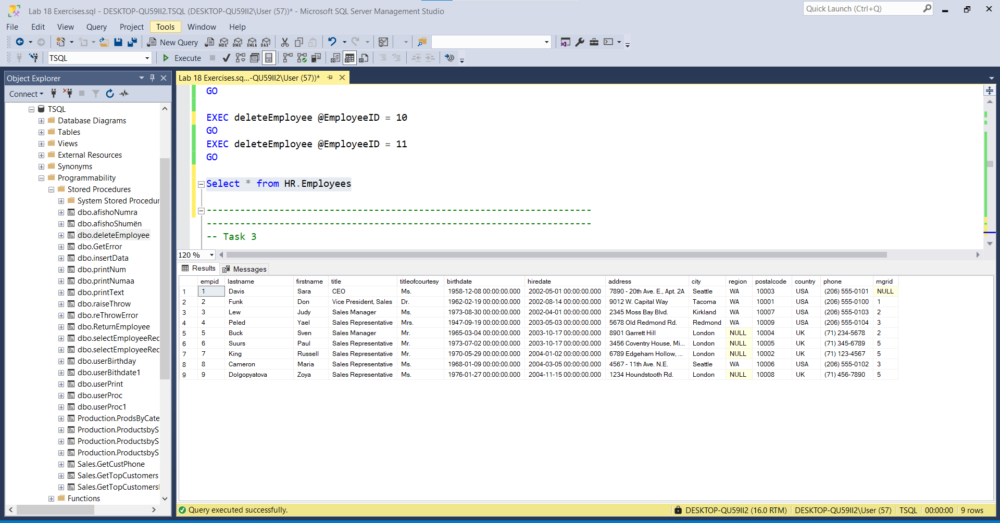 Lab 18 Exercises.sql - DESKTOP-QU59II2.TSQL (DESKTOP-QU59II2\User (57))* - Microsoft SQL Server Management Studio
Quick Launch (Ctrl+Q)
File Edit View Query Project Tools Window Help
New Query MDX DMX XMLA DAX
TSQL Execute
Object Explorer
Connect
TSQL
Database Diagrams
Tables
Views
External Resources
Synonyms
Programmability
Stored Procedures
System Stored Procedur
dbo.afishoNumra
dbo.afishoShumën
dbo.deleteEmployee
dbo.GetError
dbo.insertData
dbo.printNum
dbo.printNumaa
dbo.printText
dbo.raiseThrow
dbo.reThrowError
dbo.ReturnEmployee
dbo.selectEmployeeRec
dbo.selectEmployeeRec
dbo.userBirthday
dbo.userBithdate1
dbo.userPrint
dbo.userProc
dbo.userProc1
Production.ProdsByCate
Production.ProductsbyS
Production.ProductsbyS
Production.ProductsbyS
Sales.GetCustPhone
Sales.GetTopCustomers
Sales.GetTopCustomers
Functions
Lab 18 Exercises.sq...-QU59II2\User (57))*
GO
EXEC deleteEmployee @EmployeeID = 10
GO
EXEC deleteEmployee @EmployeeID = 11
GO
Select * from HR.Employees
---------------------------------------------------------------------
---------------------------------------------------------------------
-- Task 3
120 %
Results Messages
empid lastname firstname title titleofcourtesy birthdate hiredate address city region postalcode country phone mgrid
1 1 Davis Sara CEO Ms. 1958-12-08 00:00:00.000 2002-05-01 00:00:00.000 7890 - 20th Ave. E., Apt. 2A Seattle WA 10003 USA (206) 555-0101 NULL
2 2 Funk Don Vice President, Sales Dr. 1962-02-19 00:00:00.000 2002-08-14 00:00:00.000 9012 W. Capital Way Tacoma WA 10001 USA (206) 555-0100 1
3 3 Lew Judy Sales Manager Ms. 1973-08-30 00:00:00.000 2002-04-01 00:00:00.000 2345 Moss Bay Blvd. Kirkland WA 10007 USA (206) 555-0103 2
4 4 Peled Yael Sales Representative Mrs. 1947-09-19 00:00:00.000 2003-05-03 00:00:00.000 5678 Old Redmond Rd. Redmond WA 10009 USA (206) 555-0104 3
5 5 Buck Sven Sales Manager Mr. 1965-03-04 00:00:00.000 2003-10-17 00:00:00.000 8901 Garrett Hill London NULL 10004 UK (71) 234-5678 2
6 6 Suurs Paul Sales Representative Mr. 1973-07-02 00:00:00.000 2003-10-17 00:00:00.000 3456 Coventry House, Mi... London NULL 10005 UK (71) 345-6789 5
7 7 King Russell Sales Representative Mr. 1970-05-29 00:00:00.000 2004-01-02 00:00:00.000 6789 Edgeham Hollow, ... London NULL 10002 UK (71) 123-4567 5
8 8 Cameron Maria Sales Representative Ms. 1968-01-09 00:00:00.000 2004-03-05 00:00:00.000 4567 - 11th Ave. N.E. Seattle WA 10006 USA (206) 555-0102 3
9 9 Dolgopyatova Zoya Sales Representative Ms. 1976-01-27 00:00:00.000 2004-11-15 00:00:00.000 1234 Houndstooth Rd. London NULL 10008 UK (71) 456-7890 5
Query executed successfully. DESKTOP-QU59II2 (16.0 RTM) DESKTOP-QU59II2\User (57) TSQL 00:00:00 9 rows